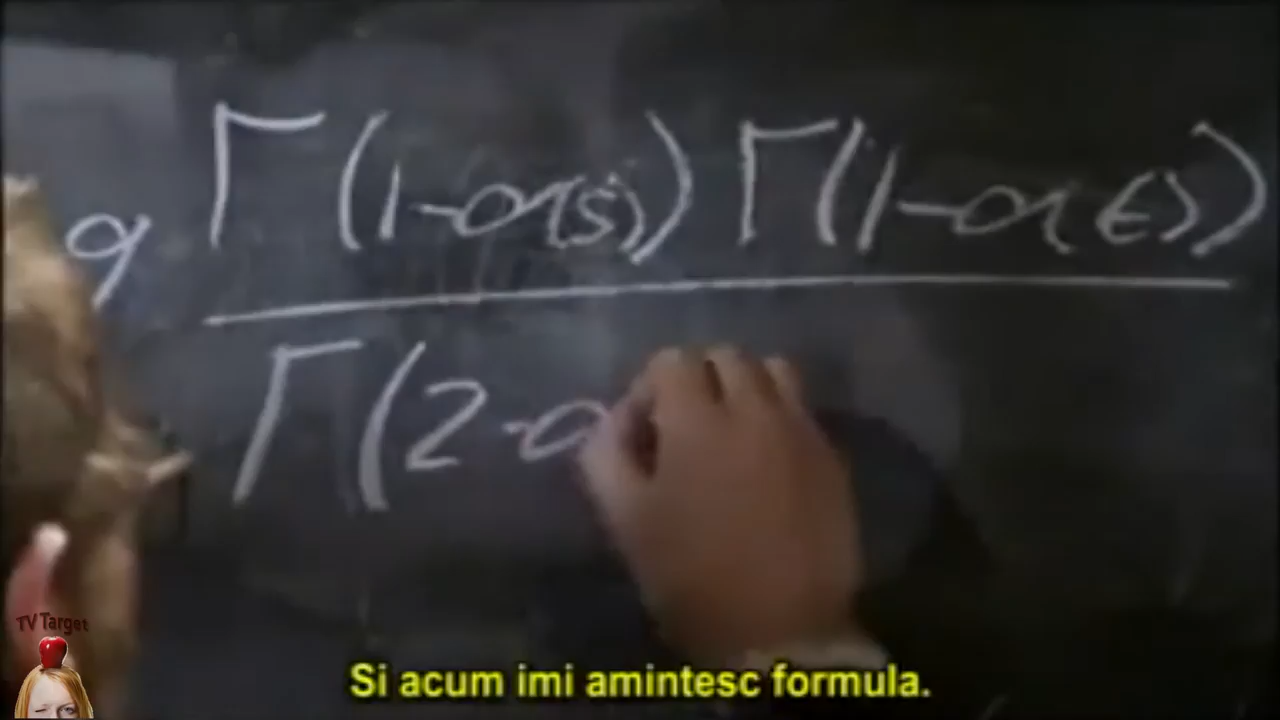 g Γ(1-α(s)) Γ(1-α(t))
Γ(2-α
TV Target
Si acum imi amintesc formula.